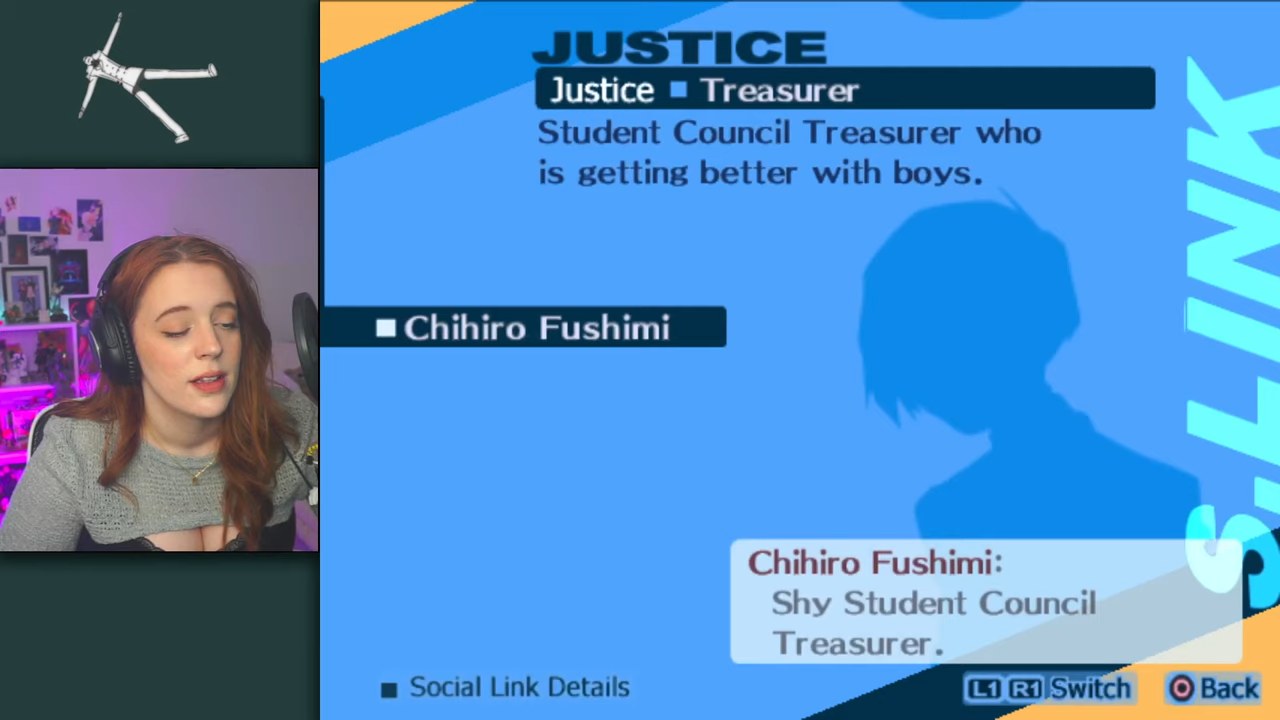 JUSTICE
Justice ■ Treasurer
Student Council Treasurer who
is getting better with boys.
Chihiro Fushimi
S.LINK
Chihiro Fushimi:
Shy Student Council
Treasurer.
Social Link Details
L1 R1 Switch
Back